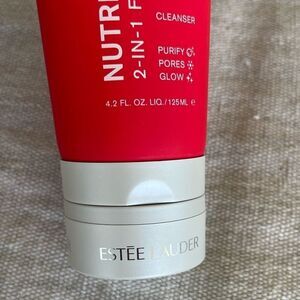 NUTRI
2-IN-1 F
CLEANSER
PURIFY
PORES
GLOW
4.2 FL. OZ. LIQ./125ML e
ESTĒE LAUDER